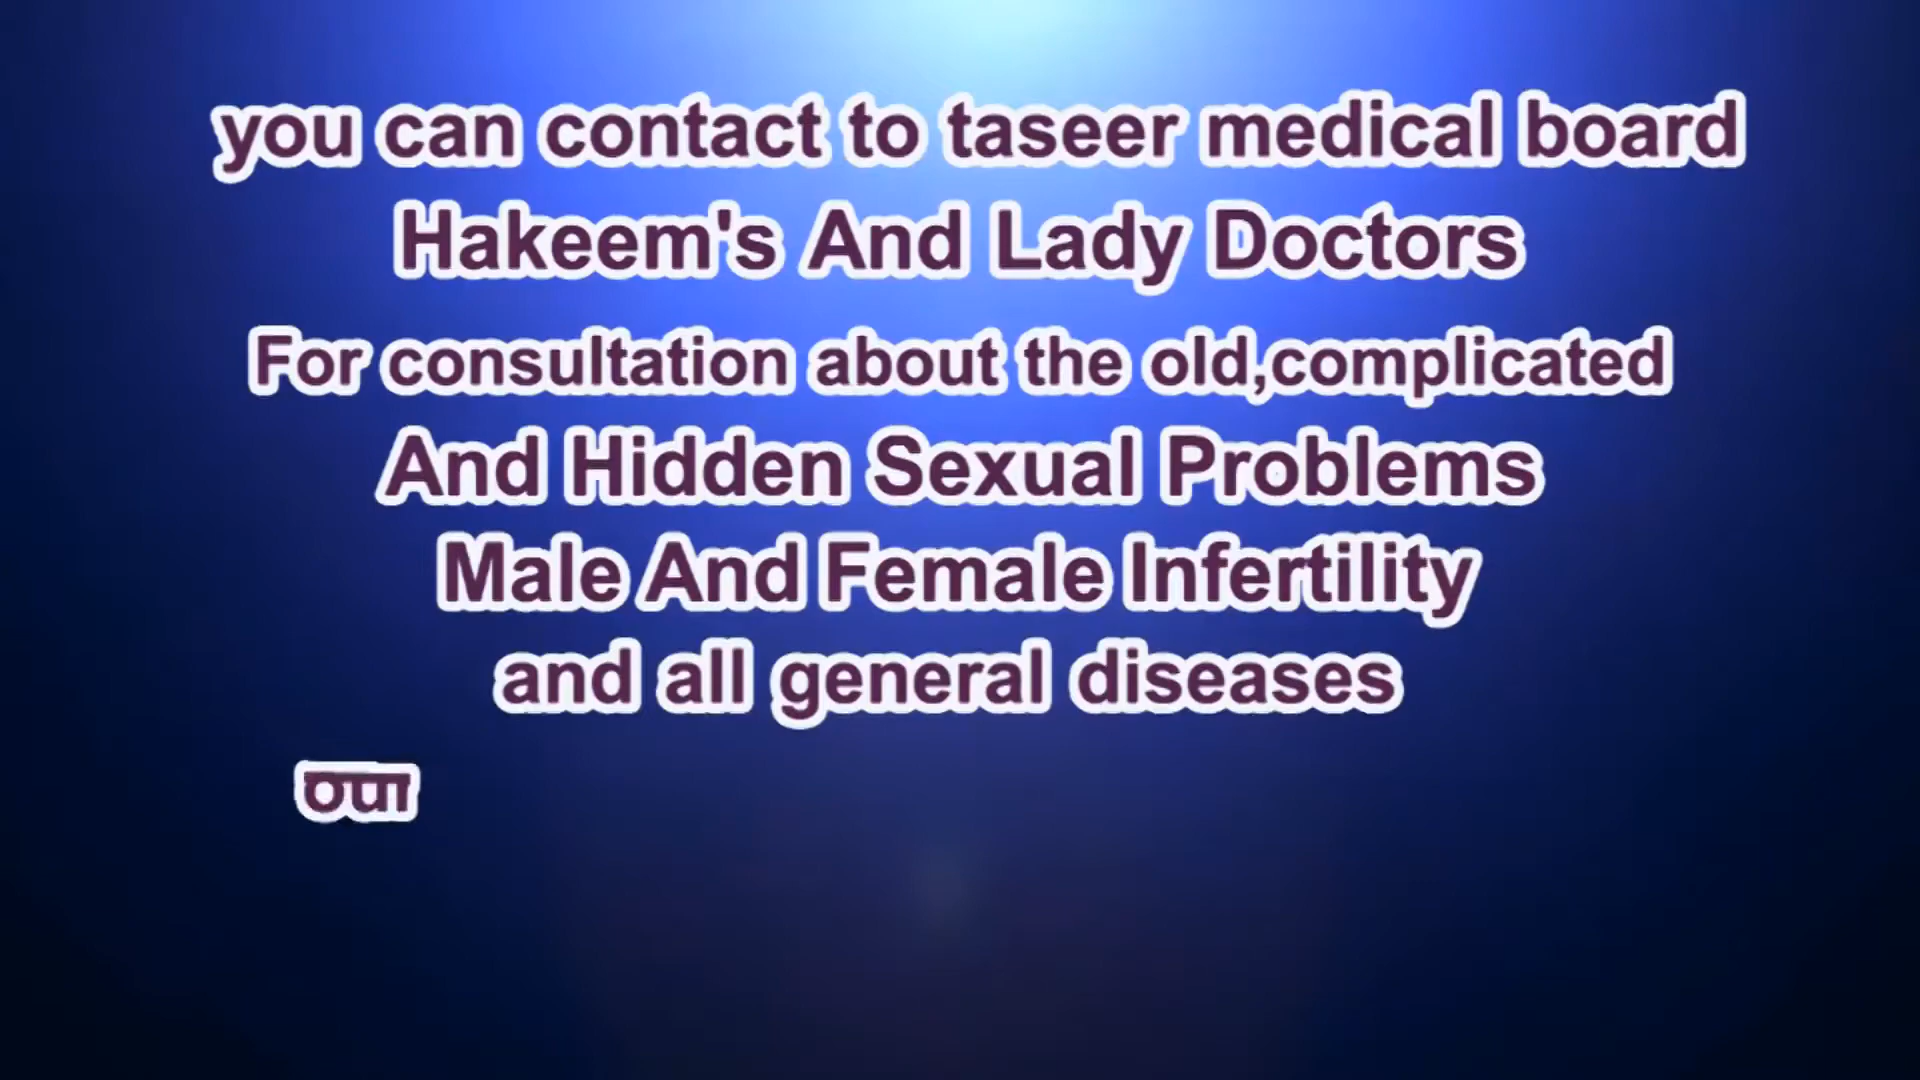 you can contact to taseer medical board
Hakeem's And Lady Doctors
For consultation about the old,complicated
And Hidden Sexual Problems
Male And Female Infertility
and all general diseases
our